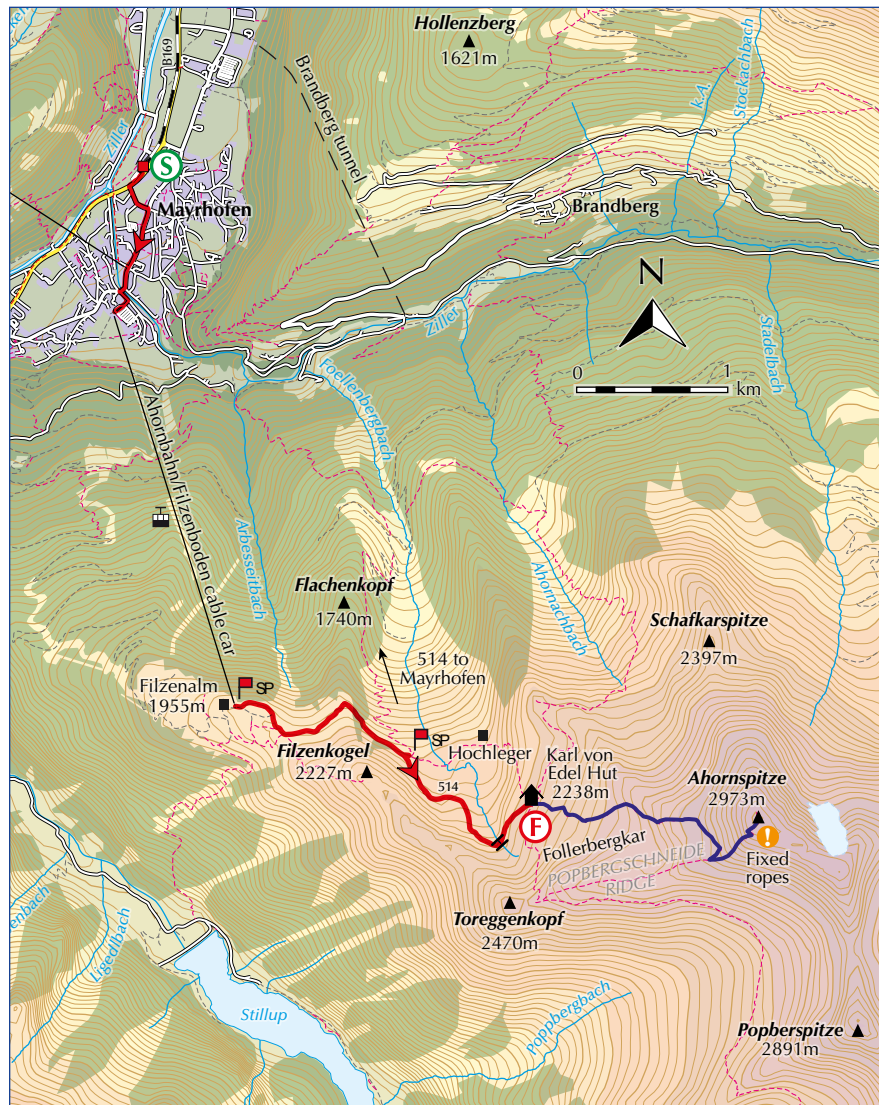 Hollenzberg
1621m
B169
Ziller
Brandberg tunnel
k.A.
Stockachbach
S
Mayrhofen
Brandberg
N
0 1
km
Ziller
Stadelbach
Foellenbergbach
Ahornbahn/Filzenboden cable car
Arbesseitbach
Ahornachbach
Flachenkopf
1740m
Schafkarspitze
2397m
514 to
Mayrhofen
Filzenalm
1955m
SP
SP
Filzenkogel
2227m
Hochleger
514
Karl von
Edel Hut
2238m
Ahornspitze
2973m
F
!
Fixed
ropes
Follerbergkar
POPBERGSCHNEIDE
RIDGE
Toreggenkopf
2470m
enbach
Ligedlbach
Stillup
Poppbergbach
Popberspitze
2891m